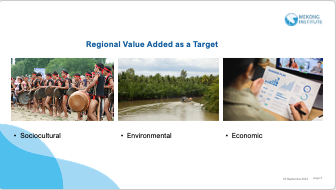 MEKONG
INSTITUTE
Regional Value Added as a Target
• Sociocultural
• Environmental
• Economic